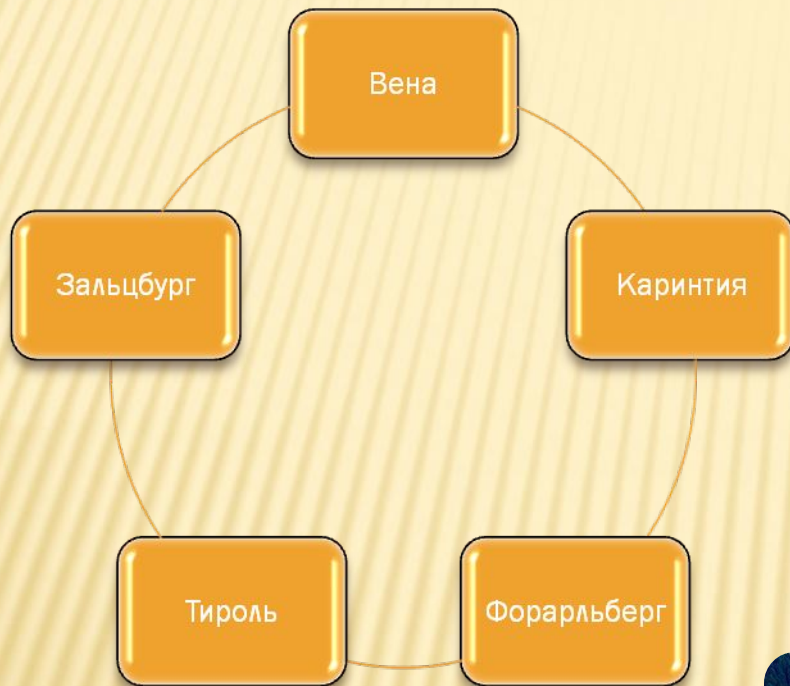 Вена
Каринтия
Форарльберг
Тироль
Зальцбург